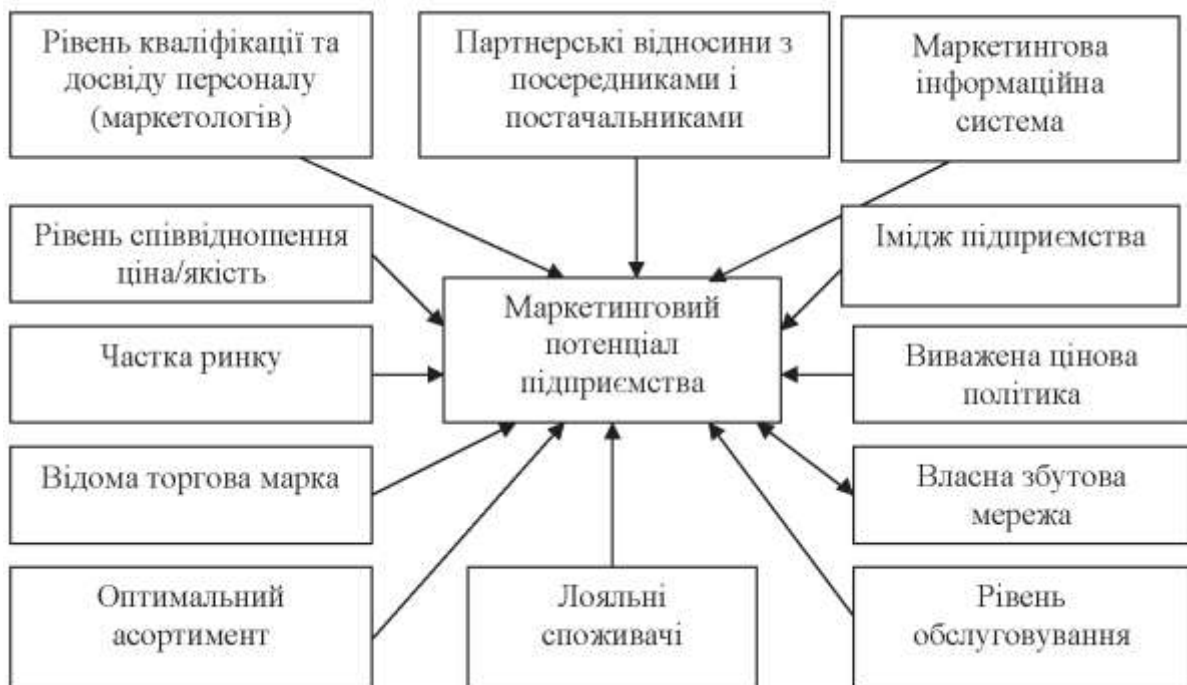 Рівень кваліфікації та
досвіду персоналу
(маркетологів)
Партнерські відносини з
посередниками і
постачальниками
Маркетингова
інформаційна
система
Рівень співвідношення
ціна/якість
Імідж підприємства
Маркетинговий
потенціал
підприємства
Частка ринку
Виважена цінова
політика
Відома торгова марка
Власна збутова
мережа
Оптимальний
асортимент
Лояльні
споживачі
Рівень
обслуговування